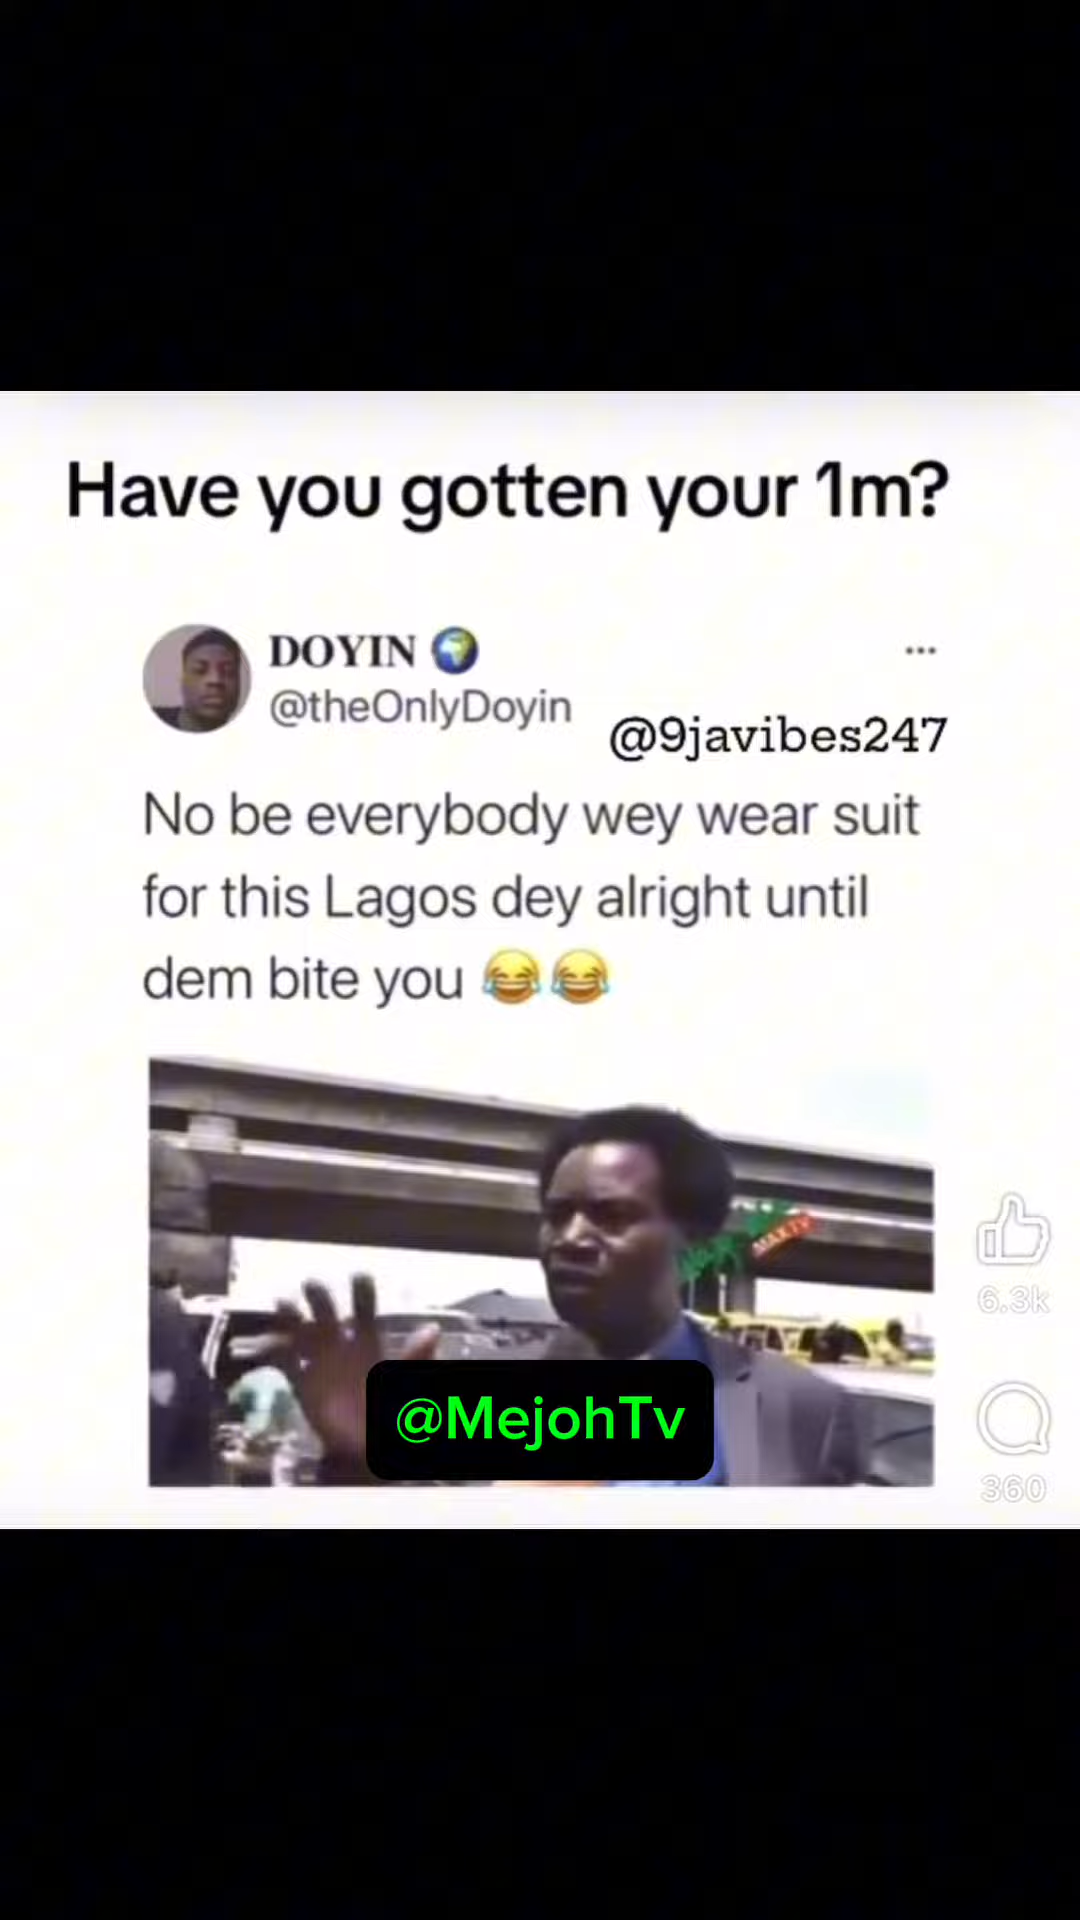 Have you gotten your 1m?
DOYIN 🌍
@theOnlyDoyin
@9javibes247
No be everybody wey wear suit
for this Lagos dey alright until
dem bite you 😂😂
MAXTV
@MejohTv
6.3k
360